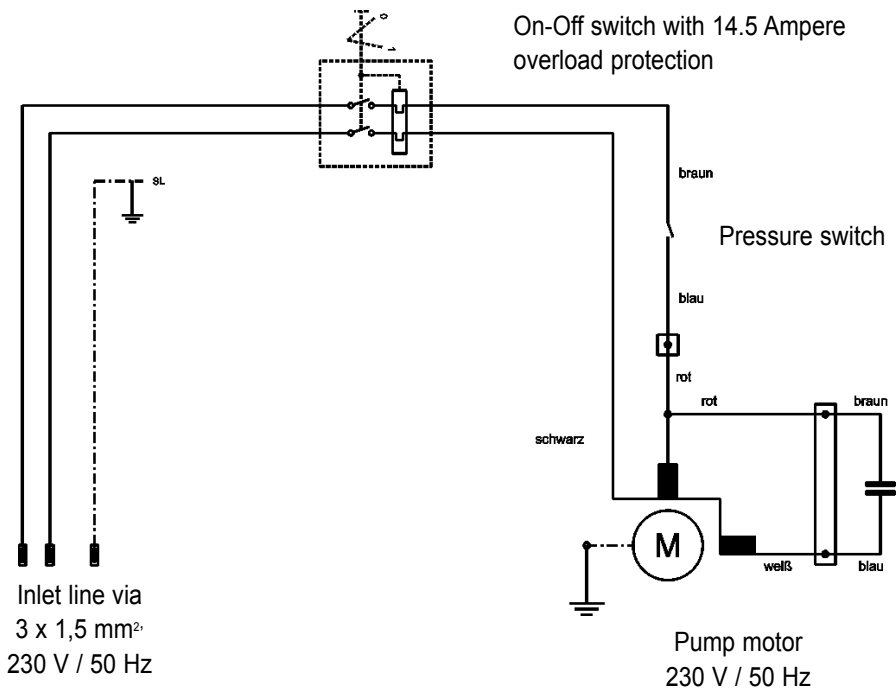 0
1
On-Off switch with 14.5 Ampere
overload protection
SL
braun
Pressure switch
blau
rot
rot
braun
schwarz
M
weiß
blau
Inlet line via
3 x 1,5 mm²,
230 V / 50 Hz
Pump motor
230 V / 50 Hz